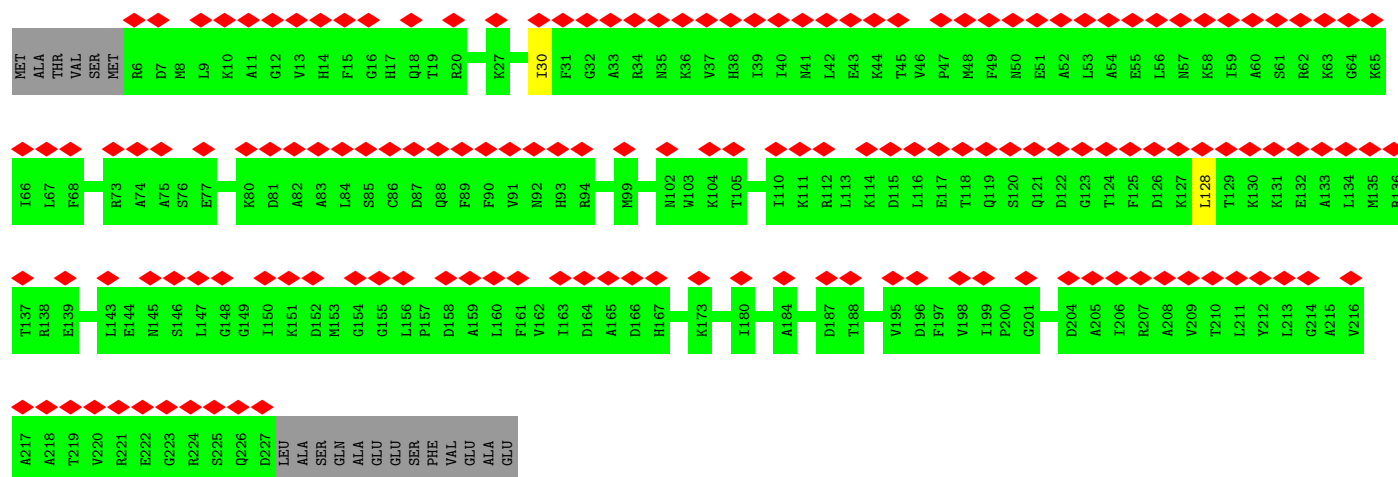 MET ALA THR VAL SER MET R6 D7 M8 L9 K10 A11 G12 V13 H14 F15 G16 H17 Q18 T19 R20 K27 I30 F31 G32 A33 R34 N35 K36 V37 H38 I39 I40 N41 L42 E43 K44 T45 V46 P47 M48 F49 N50 E51 A52 L53 A54 E55 L56 N57 K58 I59 A60 S61 R62 K63 G64 K65
I66 L67 F68 R73 A74 A75 S76 E77 K80 D81 A82 A83 L84 S85 C86 D87 Q88 F89 F90 V91 N92 H93 R94 M99 N102 W103 K104 T105 I110 K111 R112 L113 K114 D115 L116 E117 T118 Q119 S120 Q121 D122 G123 T124 F125 D126 K127 L128 T129 K130 K131 E132 A133 L134 M135 R136
T137 R138 E139 L143 E144 N145 S146 L147 G148 G149 I150 K151 D152 M153 G154 G155 L156 P157 D158 A159 L160 F161 V162 I163 D164 A165 D166 H167 K173 I180 A184 D187 T188 V195 D196 F197 V198 I199 P200 G201 D204 A205 I206 R207 A208 V209 T210 L211 Y212 L213 G214 A215 V216
A217 A218 T219 V220 R221 E222 G223 R224 S225 Q226 D227 LEU ALA SER GLN ALA GLU GLU SER PHE VAL GLU ALA GLU